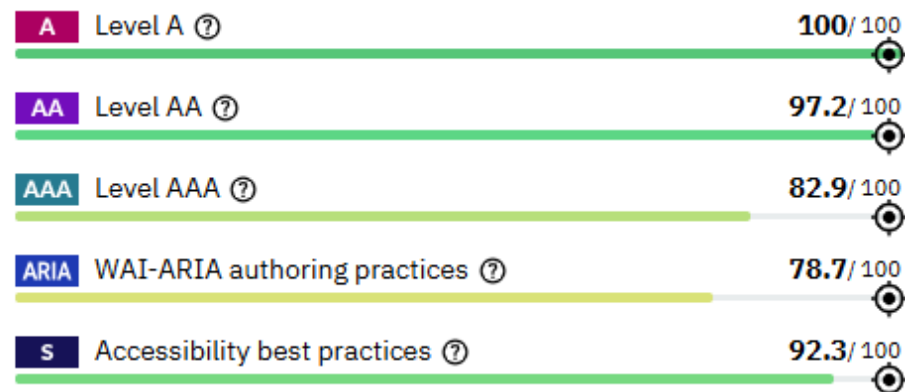 A Level A ? 100/100
AA Level AA ? 97.2/100
AAA Level AAA ? 82.9/100
ARIA WAI-ARIA authoring practices ? 78.7/100
S Accessibility best practices ? 92.3/100